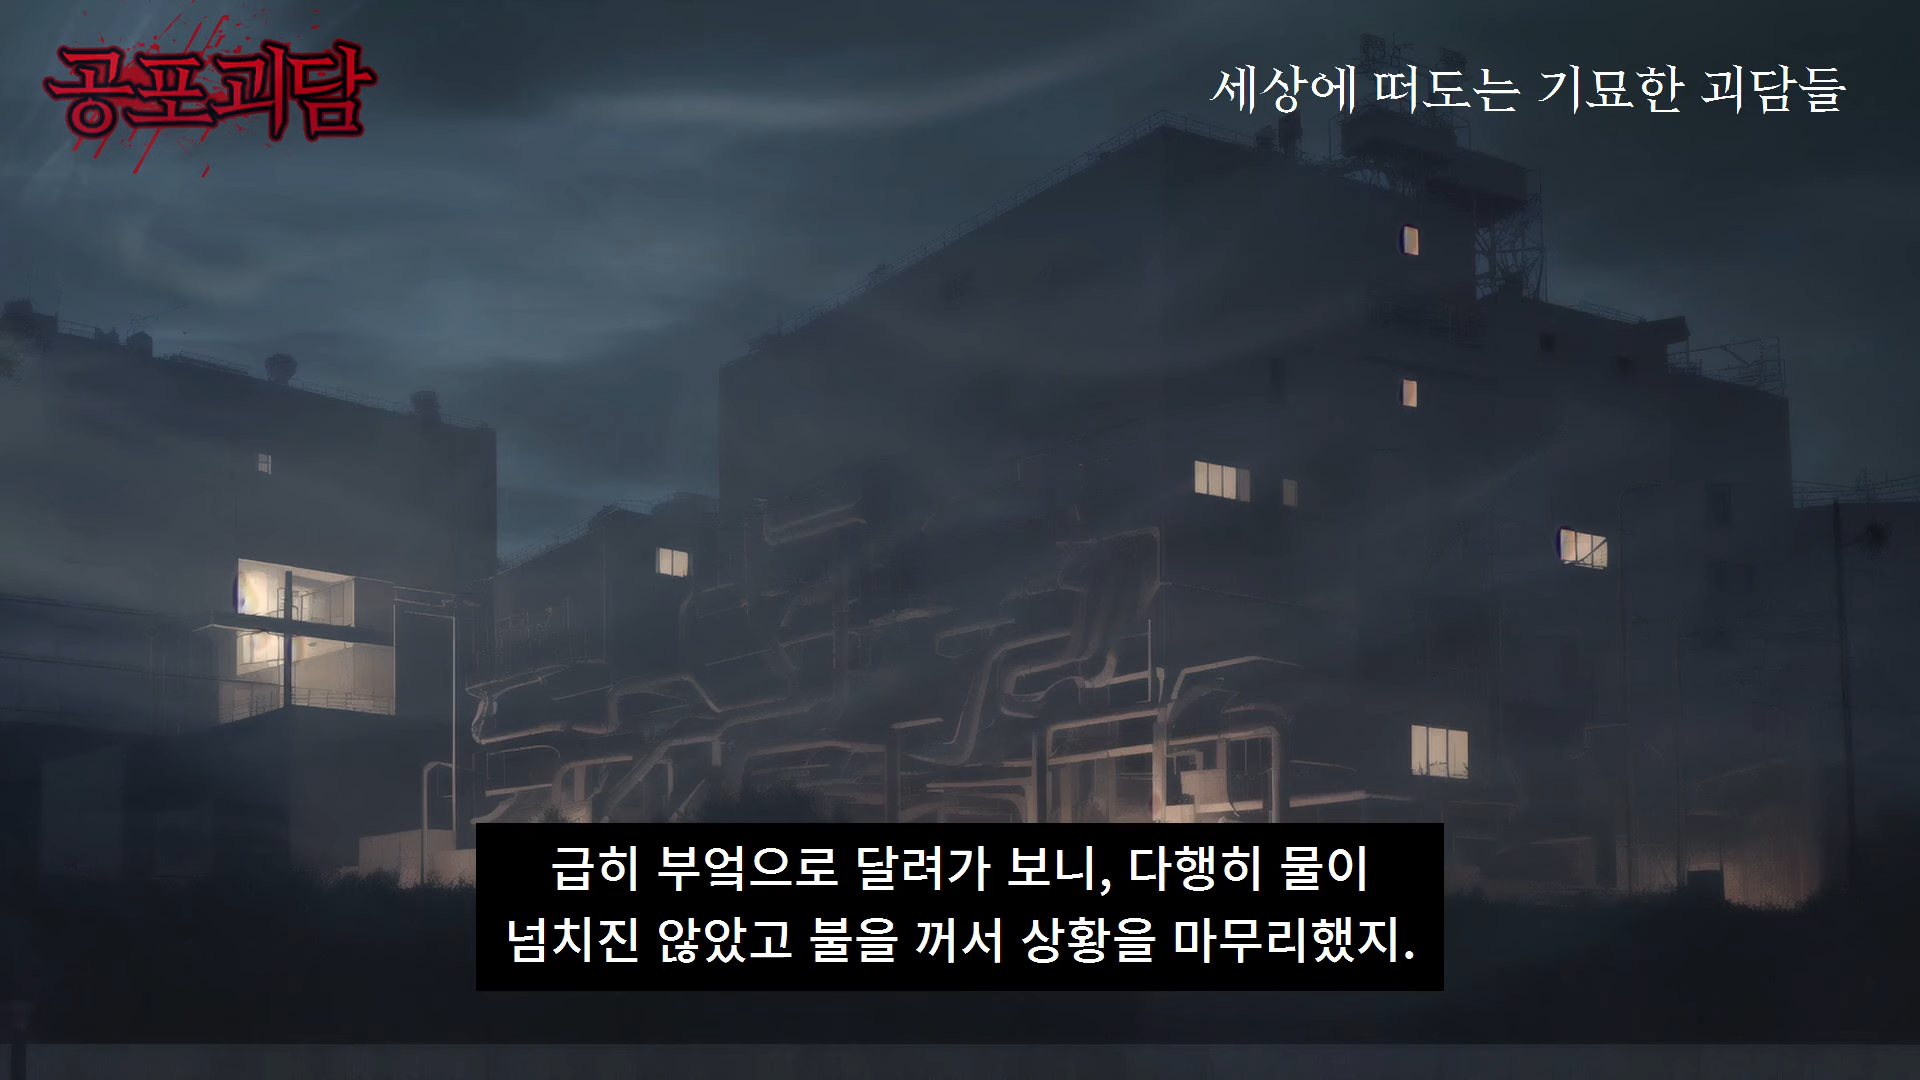 공포괴담
세상에 떠도는 기묘한 괴담들
급히 부엌으로 달려가 보니, 다행히 물이
넘치진 않았고 불을 꺼서 상황을 마무리했지.